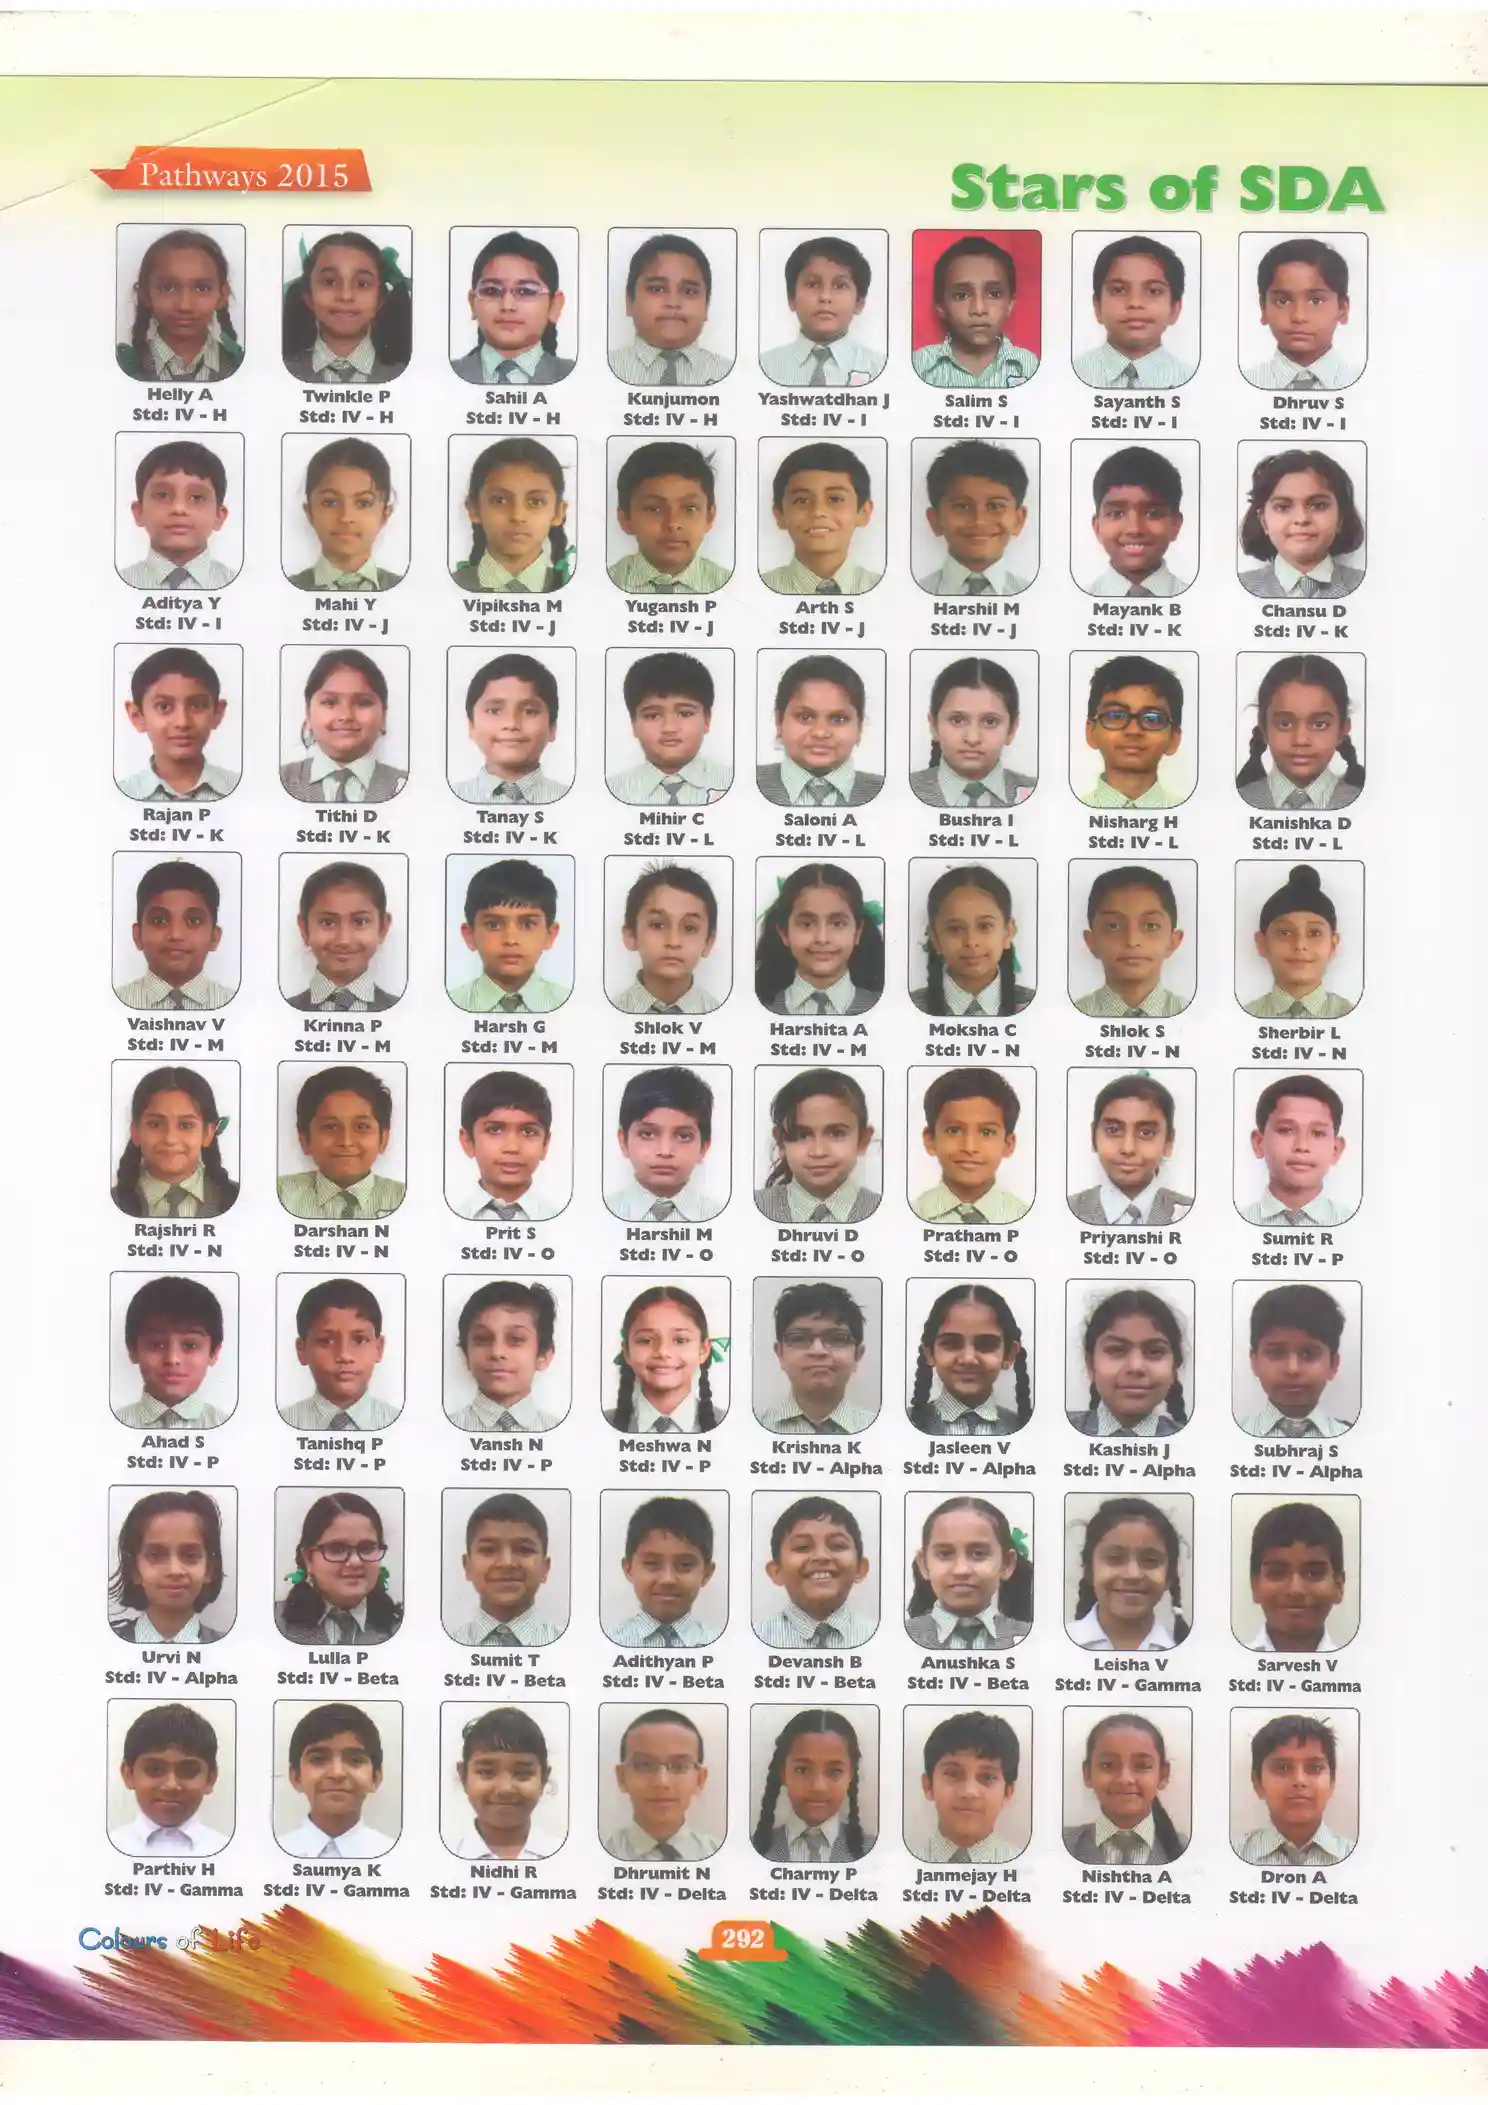 Pathways 2015
Stars of SDA
Helly A
Std: IV - H
Twinkle P
Std: IV - H
Sahil A
Std: IV - H
Kunjumon
Std: IV - H
Yashwatdhan J
Std: IV - I
Salim S
Std: IV - I
Sayanth S
Std: IV - I
Dhruv S
Std: IV - I
Aditya Y
Std: IV - I
Mahi Y
Std: IV - J
Vipiksha M
Std: IV - J
Yugansh P
Std: IV - J
Arth S
Std: IV - J
Harshil M
Std: IV - J
Mayank B
Std: IV - K
Chansu D
Std: IV - K
Rajan P
Std: IV - K
Tithi D
Std: IV - K
Tanay S
Std: IV - K
Mihir C
Std: IV - L
Saloni A
Std: IV - L
Bushra I
Std: IV - L
Nisharg H
Std: IV - L
Kanishka D
Std: IV - L
Vaishnav V
Std: IV - M
Krinna P
Std: IV - M
Harsh G
Std: IV - M
Shlok V
Std: IV - M
Harshita A
Std: IV - M
Moksha C
Std: IV - N
Shlok S
Std: IV - N
Sherbir L
Std: IV - N
Rajshri R
Std: IV - N
Darshan N
Std: IV - N
Prit S
Std: IV - O
Harshil M
Std: IV - O
Dhruvi D
Std: IV - O
Pratham P
Std: IV - O
Priyanshi R
Std: IV - O
Sumit R
Std: IV - P
Ahad S
Std: IV - P
Tanishq P
Std: IV - P
Vansh N
Std: IV - P
Meshwa N
Std: IV - P
Krishna K
Std: IV - Alpha
Jasleen V
Std: IV - Alpha
Kashish J
Std: IV - Alpha
Subhraj S
Std: IV - Alpha
Urvi N
Std: IV - Alpha
Lulla P
Std: IV - Beta
Sumit T
Std: IV - Beta
Adithyan P
Std: IV - Beta
Devansh B
Std: IV - Beta
Anushka S
Std: IV - Beta
Leisha V
Std: IV - Gamma
Sarvesh V
Std: IV - Gamma
Parthiv H
Std: IV - Gamma
Saumya K
Std: IV - Gamma
Nidhi R
Std: IV - Gamma
Dhrumit N
Std: IV - Delta
Charmy P
Std: IV - Delta
Janmejay H
Std: IV - Delta
Nishtha A
Std: IV - Delta
Dron A
Std: IV - Delta
Colours of Life
292